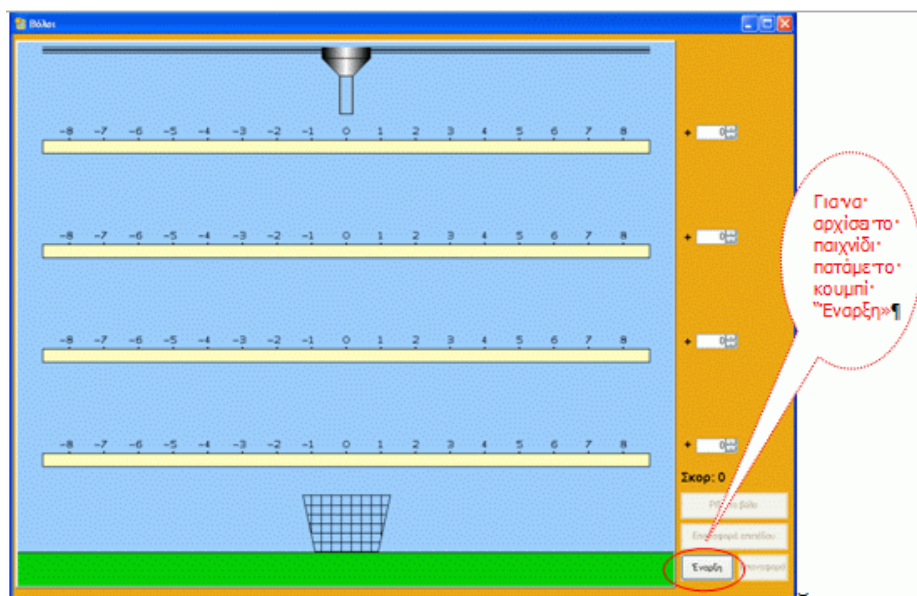 Βόλοι
-8 -7 -6 -5 -4 -3 -2 -1 0 1 2 3 4 5 6 7 8
+ 0
-8 -7 -6 -5 -4 -3 -2 -1 0 1 2 3 4 5 6 7 8
+ 0
-8 -7 -6 -5 -4 -3 -2 -1 0 1 2 3 4 5 6 7 8
+ 0
-8 -7 -6 -5 -4 -3 -2 -1 0 1 2 3 4 5 6 7 8
+ 0
Για·να·
αρχίσει·το·
παιχνίδι·
πατάμε·το·
κουμπί·
"Έναρξη»¶
Σκορ: 0
βόλο
Επαναφορά επιπέδου
Έναρξη
Επαναφορά